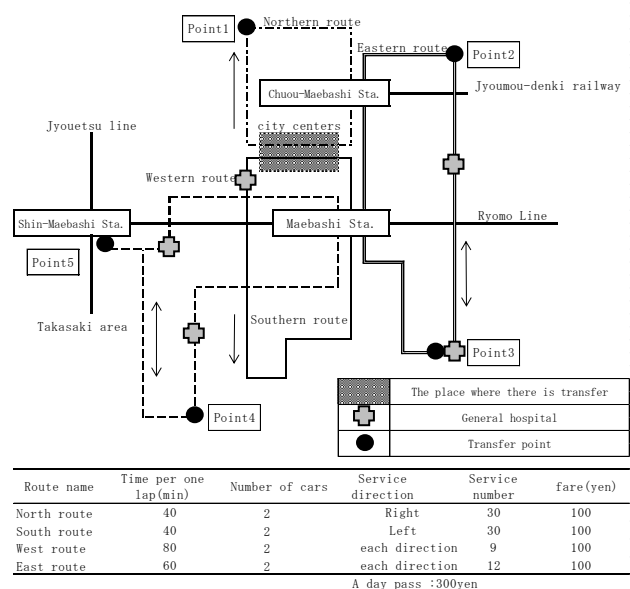 Northern route
Point1
Eastern route
Point2
Chuou-Maebashi Sta.
Jyoumou-denki railway
Jyouetsu line
city centers
Western route
Shin-Maebashi Sta.
Maebashi Sta.
Ryomo Line
Point5
Takasaki area
Southern route
Point3
Point4
The place where there is transfer
General hospital
Transfer point
Route name Time per one lap(min) Number of cars Service direction Service number fare(yen)
North route 40 2 Right 30 100
South route 40 2 Left 30 100
West route 80 2 each direction 9 100
East route 60 2 each direction 12 100
A day pass :300yen